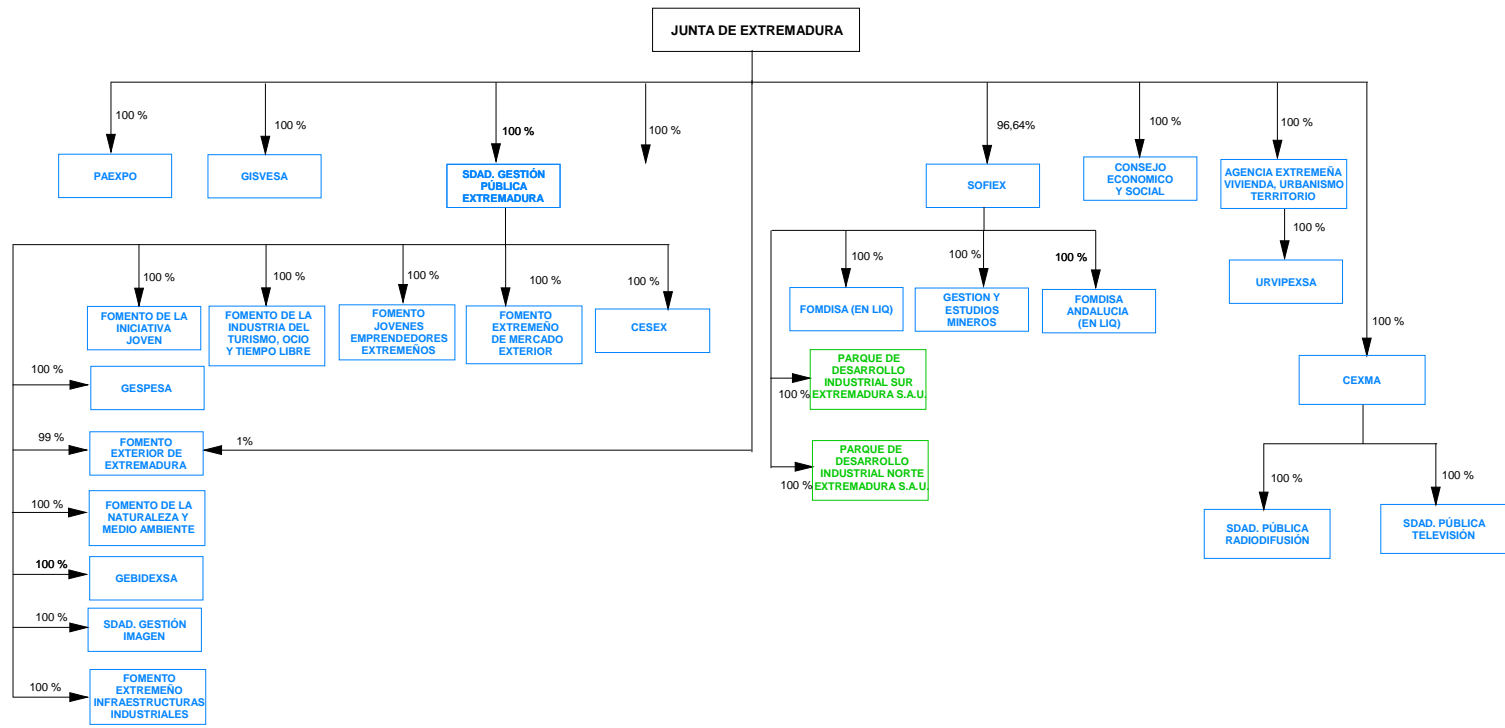 JUNTA DE EXTREMADURA
100 %
100 %
100 %
100 %
96,64%
100 %
100 %
PAEXPO
GISVESA
SDAD. GESTIÓN
PÚBLICA
EXTREMADURA
SOFIEX
CONSEJO
ECONOMICO
Y SOCIAL
AGENCIA EXTREMEÑA
VIVIENDA, URBANISMO
TERRITORIO
100 %
100 %
100 %
100 %
100 %
100 %
100 %
100 %
100 %
FOMENTO DE LA
INICIATIVA
JOVEN
FOMENTO DE LA
INDUSTRIA DEL
TURISMO, OCIO
Y TIEMPO LIBRE
FOMENTO
JOVENES
EMPRENDEDORES
EXTREMEÑOS
FOMENTO
EXTREMEÑO
DE MERCADO
EXTERIOR
CESEX
FOMDISA (EN LIQ)
GESTION Y
ESTUDIOS
MINEROS
FOMDISA
ANDALUCIA
(EN LIQ)
URVIPEXSA
100 %
100 %
GESPESA
PARQUE DE
DESARROLLO
INDUSTRIAL SUR
EXTREMADURA S.A.U.
100 %
CEXMA
99 %
FOMENTO
EXTERIOR DE
EXTREMADURA
1%
PARQUE DE
DESARROLLO
INDUSTRIAL NORTE
EXTREMADURA S.A.U.
100 %
100 %
100 %
100 %
FOMENTO DE LA
NATURALEZA Y
MEDIO AMBIENTE
SDAD. PÚBLICA
RADIODIFUSIÓN
SDAD. PÚBLICA
TELEVISIÓN
100 %
GEBIDEXSA
100 %
SDAD. GESTIÓN
IMAGEN
100 %
FOMENTO
EXTREMEÑO
INFRAESTRUCTURAS
INDUSTRIALES